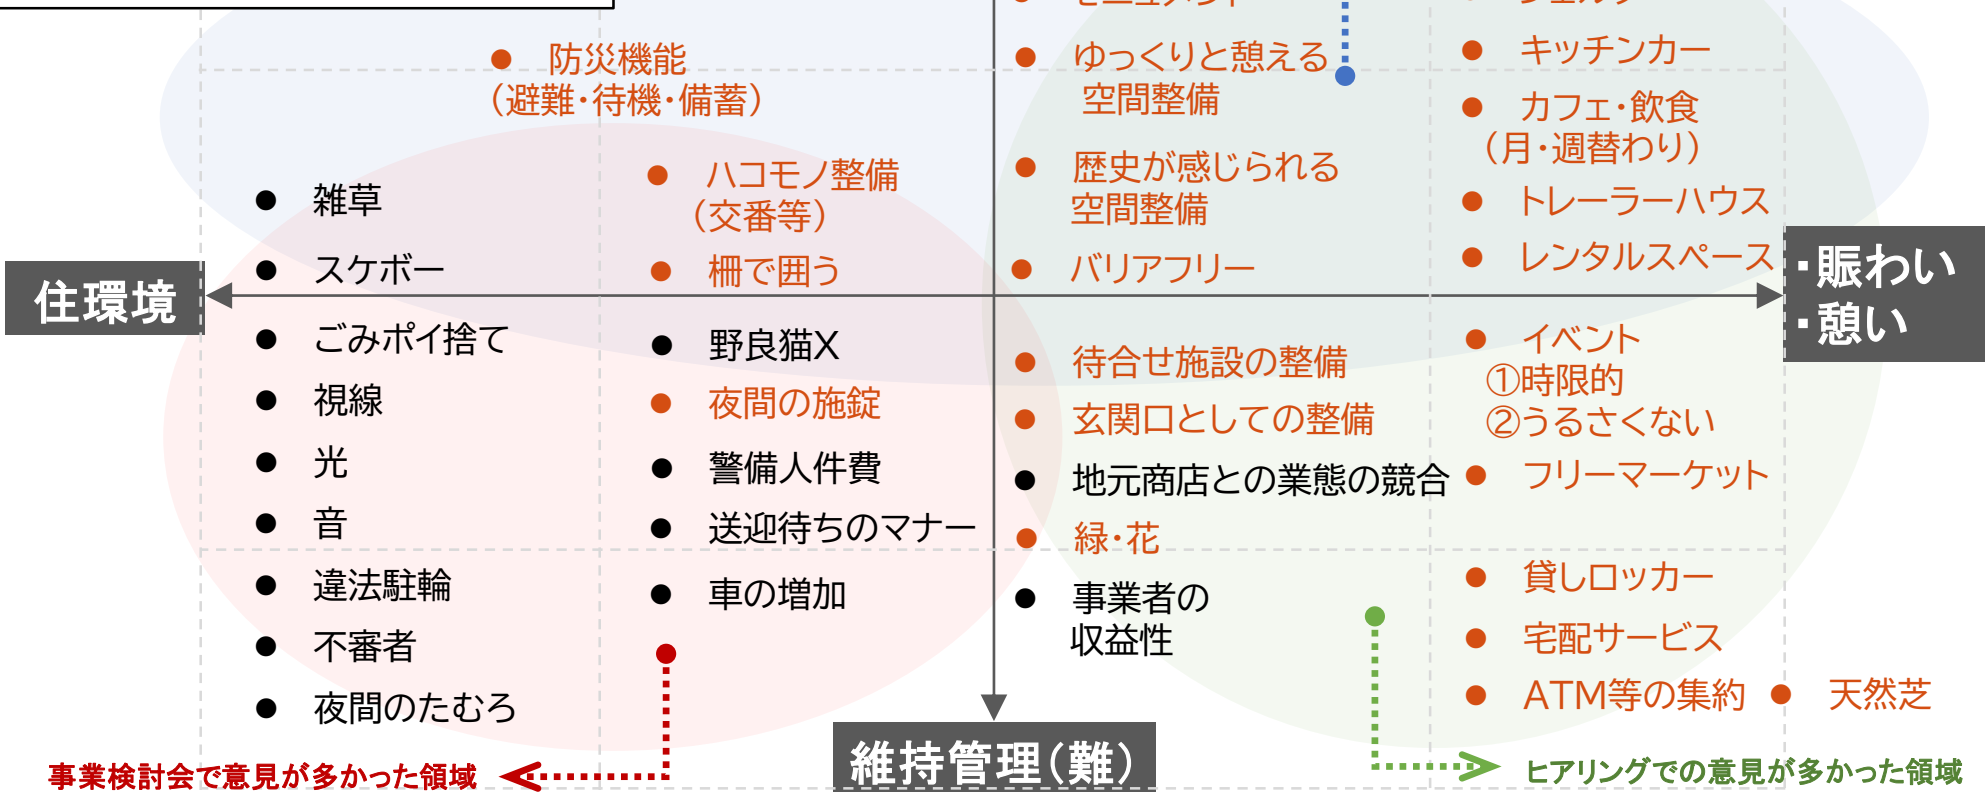 防災機能
（避難・待機・備蓄）
ゆっくりと憩える
空間整備
キッチンカー
カフェ・飲食
（月・週替わり）
ハコモノ整備
（交番等）
歴史が感じられる
空間整備
トレーラーハウス
雑草
スケボー
柵で囲う
バリアフリー
レンタルスペース
住環境
・賑わい
・憩い
ごみポイ捨て
視線
光
音
違法駐輪
不審者
夜間のたむろ
野良猫X
夜間の施錠
警備人件費
送迎待ちのマナー
車の増加
待合せ施設の整備
玄関口としての整備
地元商店との業態の競合
緑・花
事業者の
収益性
イベント
①時限的
②うるさくない
フリーマーケット
貸しロッカー
宅配サービス
ATM等の集約
天然芝
維持管理（難）
事業検討会で意見が多かった領域
ヒアリングでの意見が多かった領域